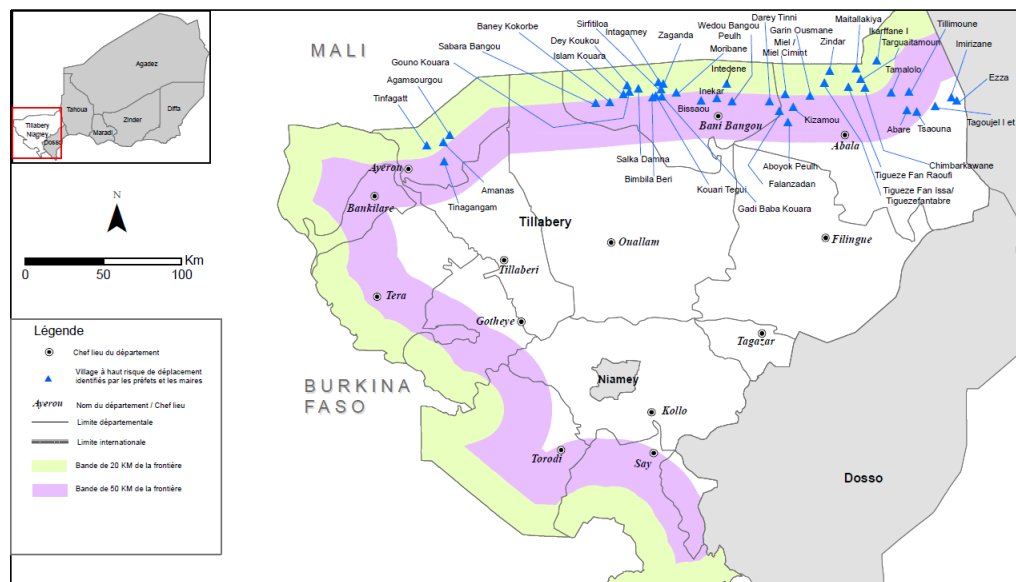 Agadez
Tahoua
Diffa
Zinder
Maradi
Tillabery
Niamey
Dosso
N
Km
0 50 100
Légende
Chef lieu du département
Village à haut risque de déplacement
identifiés par les préfets et les maires
Ayerou
Nom du département / Chef lieu
Limite départementale
Limite internationale
Bande de 20 KM de la frontière
Bande de 50 KM de la frontière
MALI
BURKINA
FASO
Dosso
Tillabery
Niamey
Gouno Kouara
Agamsourgou
Tinfagatt
Sabara Bangou
Baney Kokorbe
Islam Kouara
Dey Koukou
Sirfitiloa
Intagamey
Zaganda
Wedou Bangou
Peulh
Moribane
Intedene
Inekar
Bissaou
Darey Tinni
Miel /
Miel Cimint
Garin Ousmane
Zindar
Maitallakiya
Ikarffane I
Targuaitamoun
Tamalolo
Tillimoune
Imirizane
Ezza
Tagoujel I et
Tsaouna
Abare
Chimbarkawane
Tigueze Fan Raoufi
Tigueze Fan Issa/
Tiguezefantabre
Kizamou
Aboyok Peulh
Falanzadan
Gadi Baba Kouara
Kouari Tegui
Bimbila Beri
Salka Damna
Amanas
Tinagangam
Ayerou
Bankilare
Bani Bangou
Abala
Filingue
Ouallam
Tillaberi
Tera
Gotheye
Tagazar
Kollo
Torodi
Say